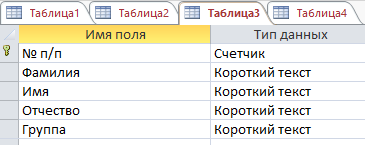 Таблица1 Таблица2 Таблица3 Таблица4
Имя поля Тип данных
№ п/п Счетчик
Фамилия Короткий текст
Имя Короткий текст
Отчество Короткий текст
Группа Короткий текст